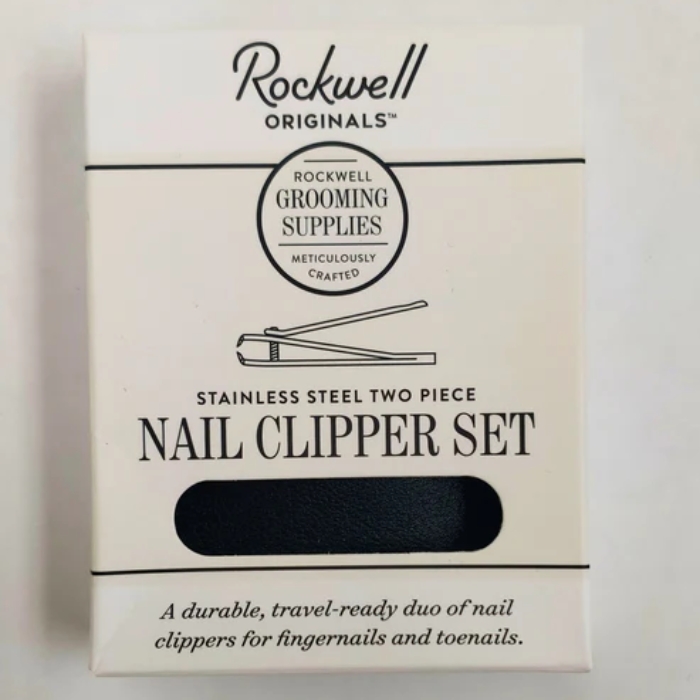 Rockwell
ORIGINALS™
ROCKWELL
GROOMING
SUPPLIES
METICULOUSLY
CRAFTED
STAINLESS STEEL TWO PIECE
NAIL CLIPPER SET
A durable, travel-ready duo of nail
clippers for fingernails and toenails.